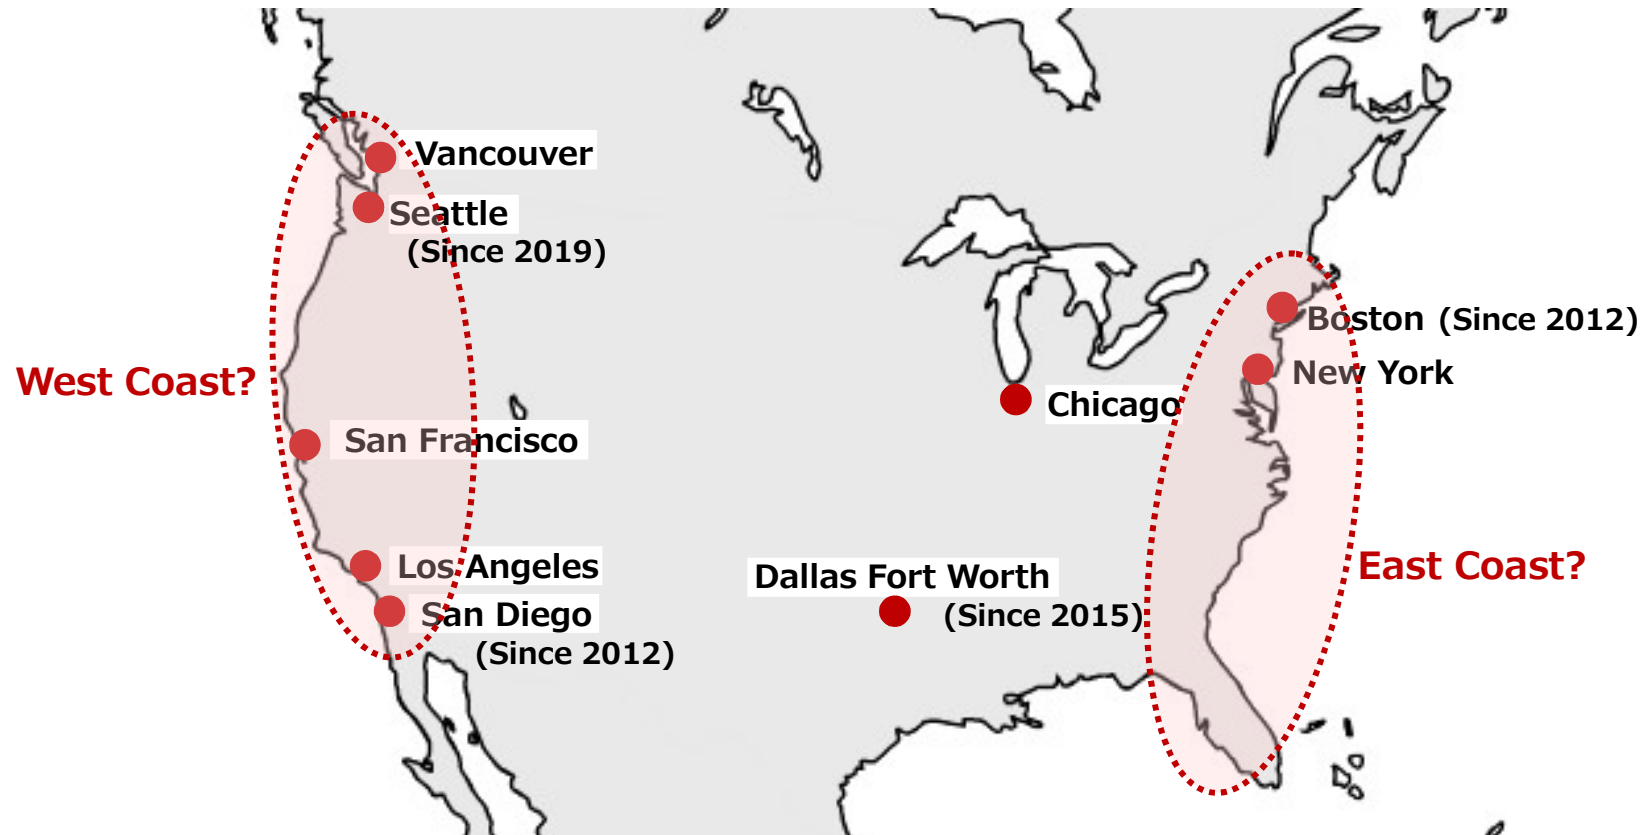 Vancouver
Seattle
(Since 2019)
West Coast?
San Francisco
Los Angeles
San Diego
(Since 2012)
Chicago
Dallas Fort Worth
(Since 2015)
Boston (Since 2012)
New York
East Coast?